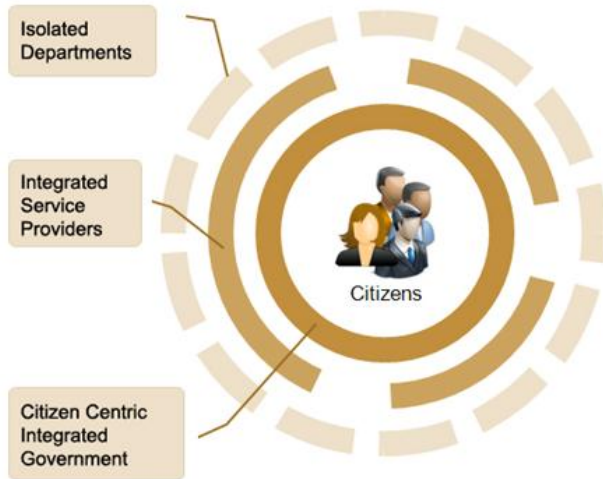 Isolated
Departments
Integrated
Service
Providers
Citizens
Citizen Centric
Integrated
Government